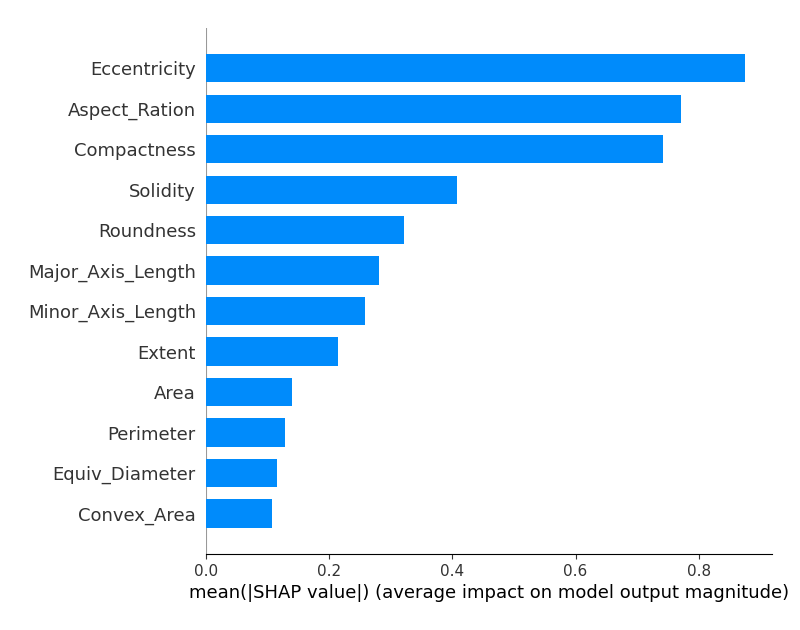 Eccentricity
Aspect_Ration
Compactness
Solidity
Roundness
Major_Axis_Length
Minor_Axis_Length
Extent
Area
Perimeter
Equiv_Diameter
Convex_Area
0.0 0.2 0.4 0.6 0.8
mean(|SHAP value|) (average impact on model output magnitude)